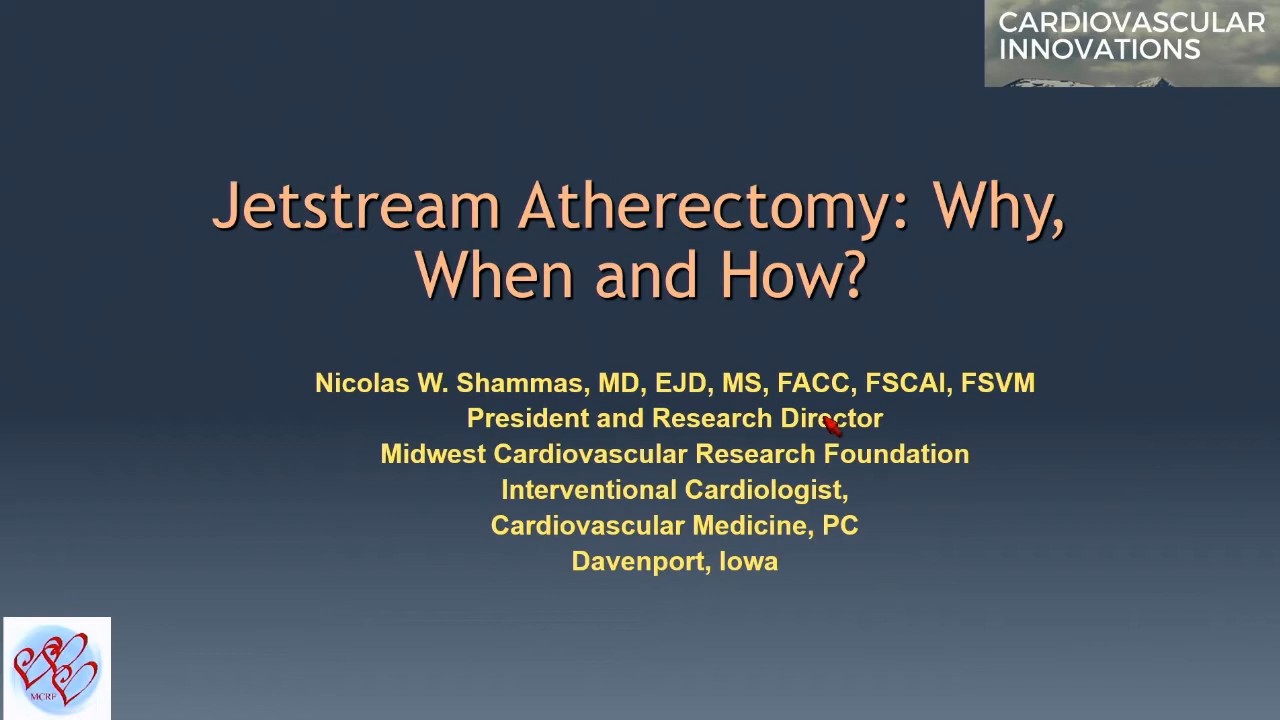 CARDIOVASCULAR
INNOVATIONS
Jetstream Atherectomy: Why,
When and How?
Nicolas W. Shammas, MD, EJD, MS, FACC, FSCAI, FSVM
President and Research Director
Midwest Cardiovascular Research Foundation
Interventional Cardiologist,
Cardiovascular Medicine, PC
Davenport, Iowa
MCRF